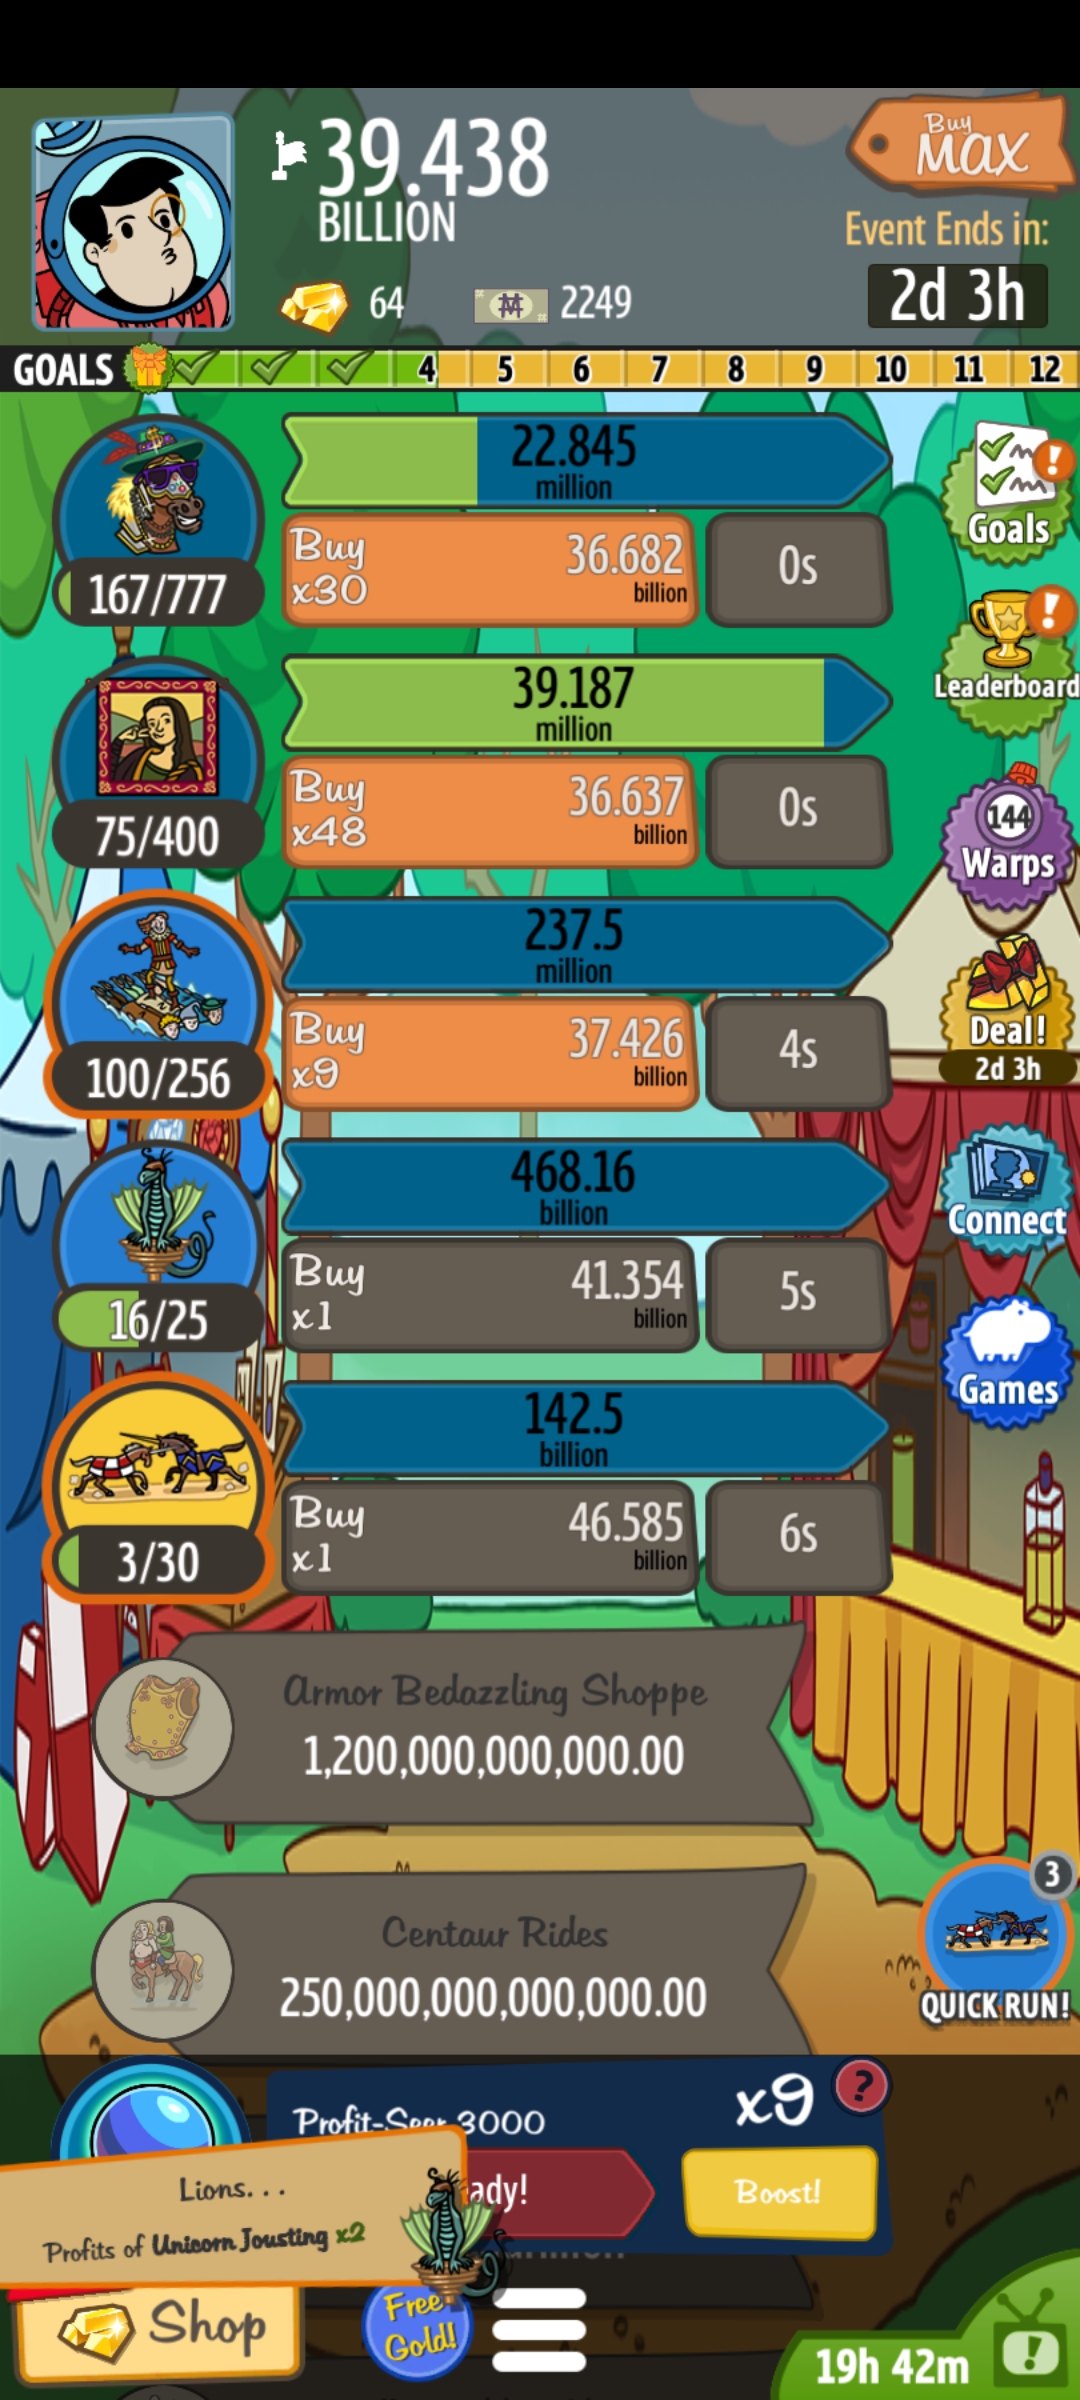 39.438
BILLION
64
2249
Buy
MAX
Event Ends in:
2d 3h
GOALS
4
5
6
7
8
9
10
11
12
22.845
million
Buy
x30
36.682
billion
0s
167/777
Goals
39.187
million
Buy
x48
36.637
billion
0s
75/400
Leaderboard
144
Warps
237.5
million
Buy
x9
37.426
billion
4s
100/256
Deal!
2d 3h
468.16
billion
Buy
x1
41.354
billion
5s
16/25
Connect
142.5
billion
Buy
x1
46.585
billion
6s
3/30
Games
Armor Bedazzling Shoppe
1,200,000,000,000.00
Centaur Rides
250,000,000,000,000.00
3
QUICK RUN!
Profit-Seer 3000
x9
?
ady!
Boost!
Lions...
Profits of Unicorn Jousting x2
Shop
Free
Gold!
19h 42m